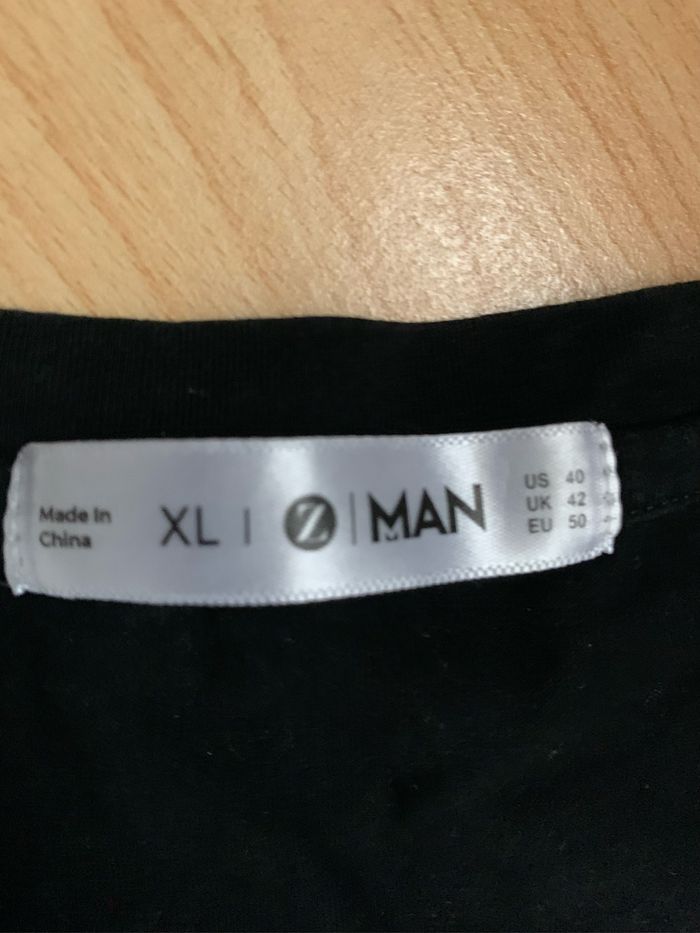 Made In
China
XL | Z | MAN
US 40
UK 42
EU 50